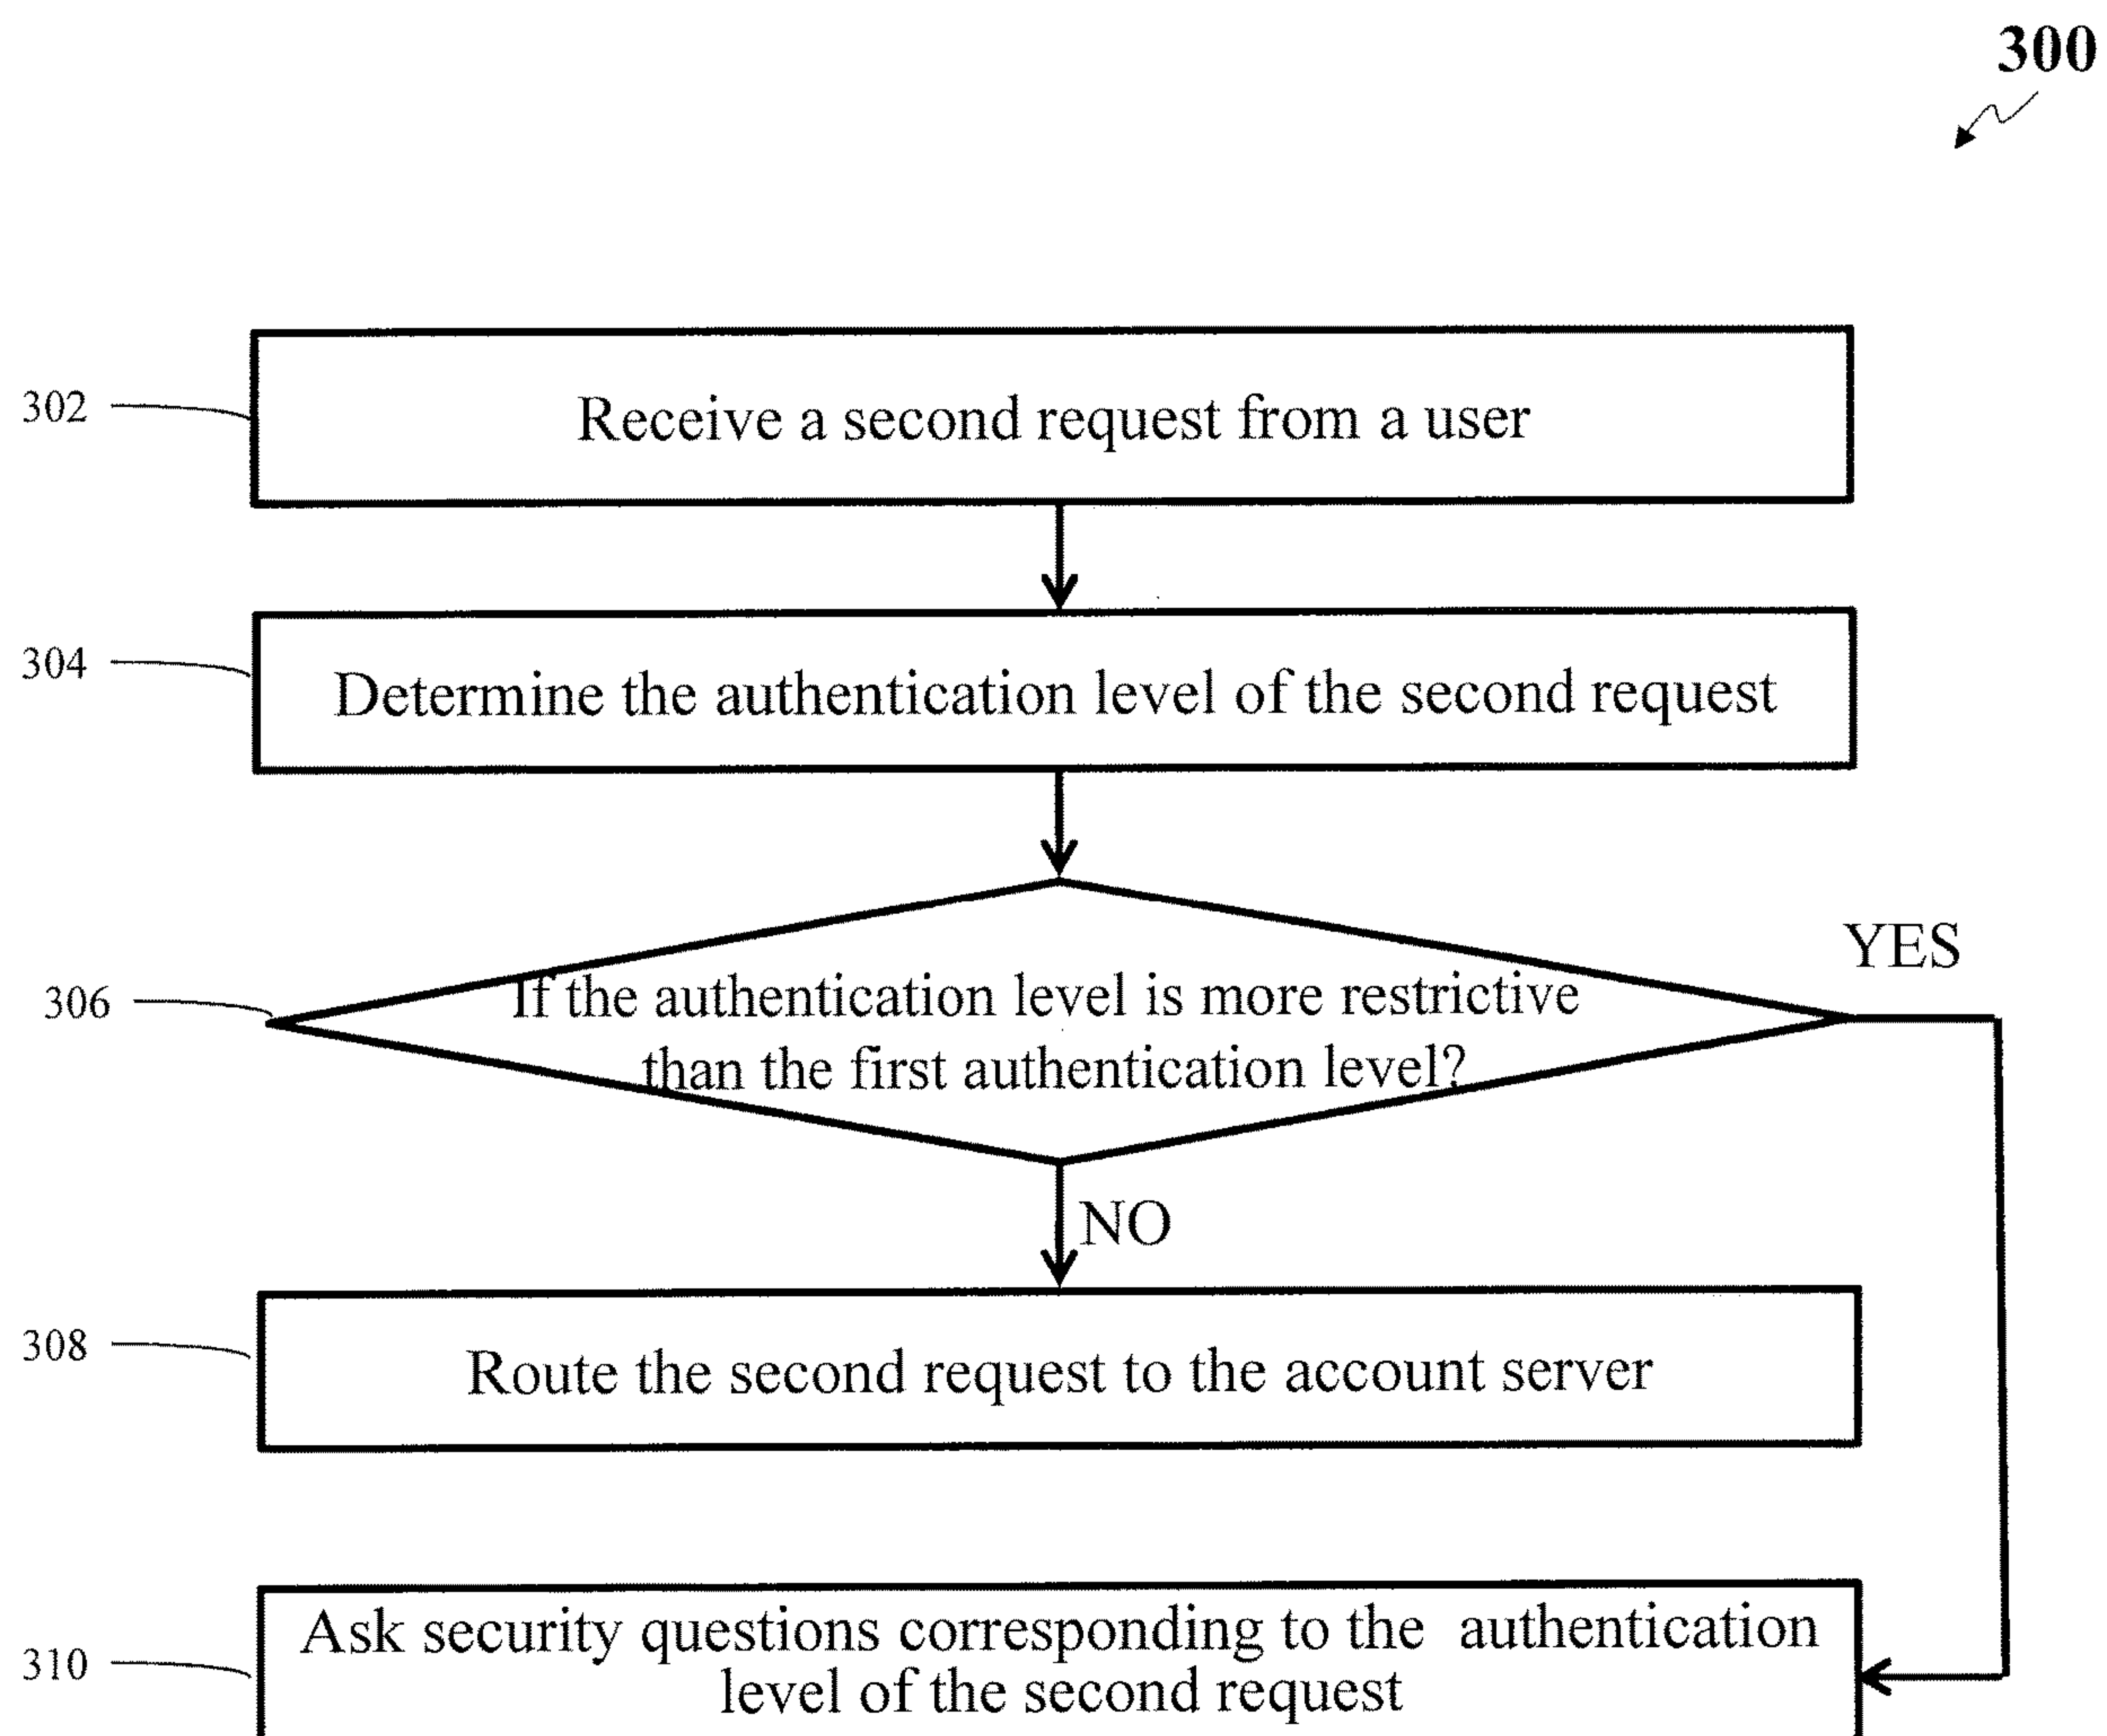 300
302
Receive a second request from a user
304
Determine the authentication level of the second request
YES
306
If the authentication level is more restrictive
than the first authentication level?
NO
308
Route the second request to the account server
310
Ask security questions corresponding to the authentication
level of the second request